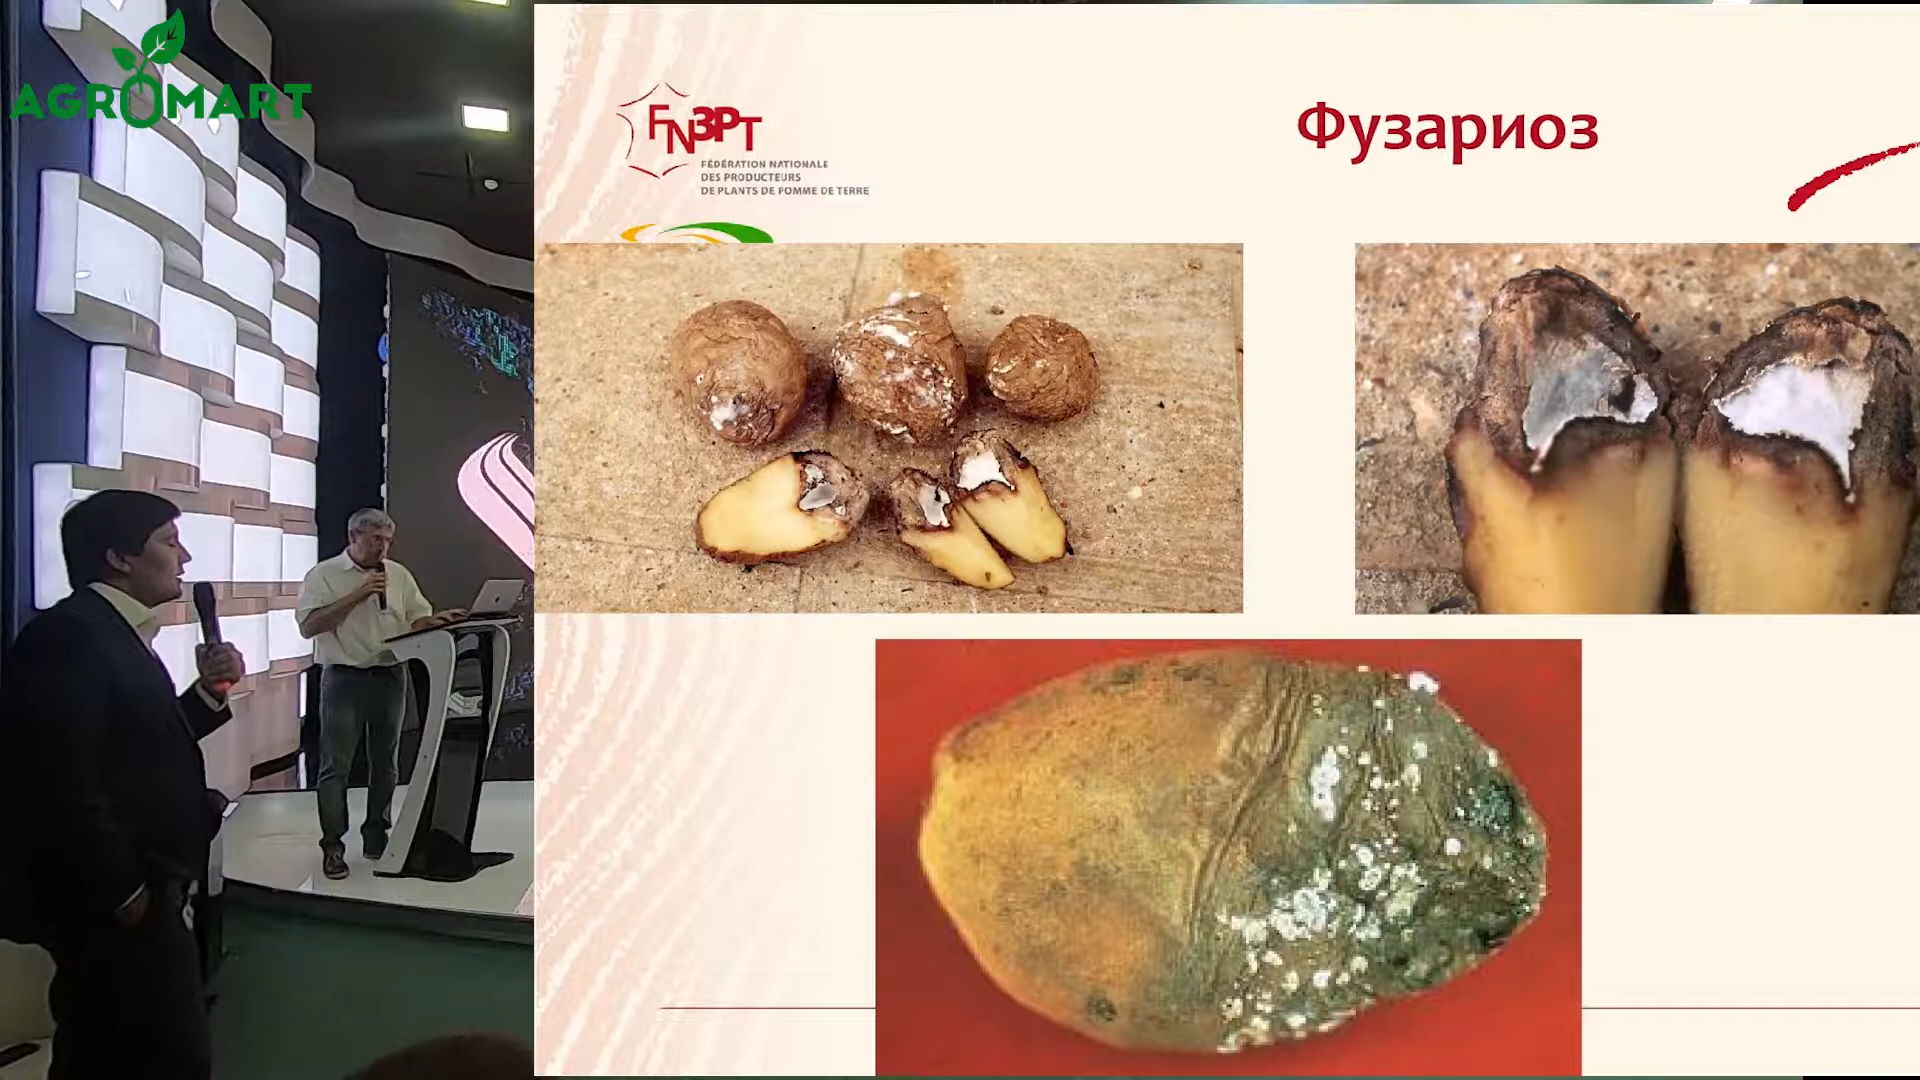 AGROMART
FN3PT
FÉDÉRATION NATIONALE
DES PRODUCTEURS
DE PLANTS DE POMME DE TERRE
Фузариоз